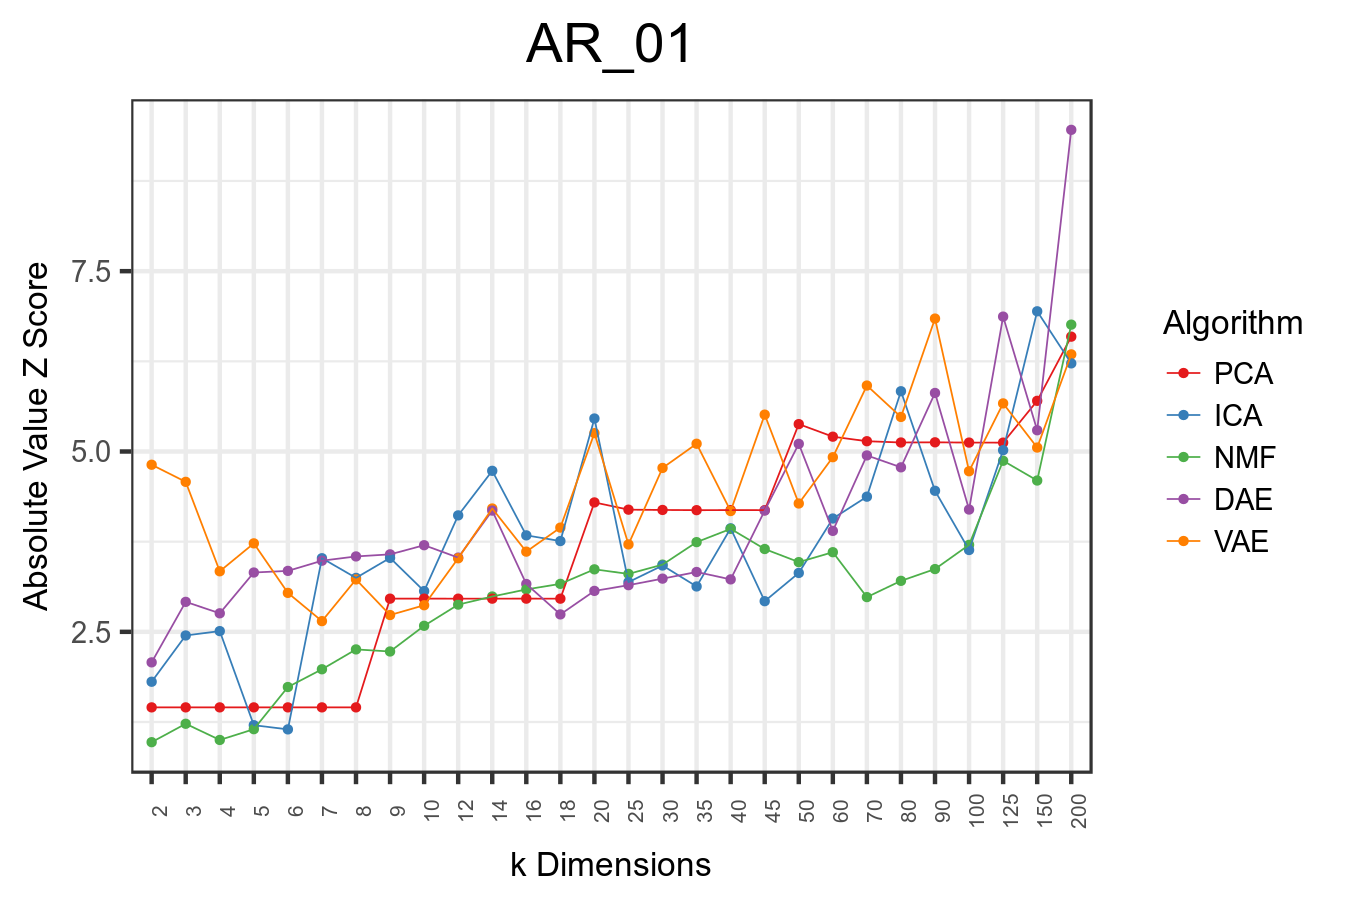 AR_01
Absolute Value Z Score
7.5
5.0
2.5
2 3 4 5 6 7 8 9 10 12 14 16 18 20 25 30 35 40 45 50 60 70 80 90 100 125 150 200
k Dimensions
Algorithm
PCA
ICA
NMF
DAE
VAE